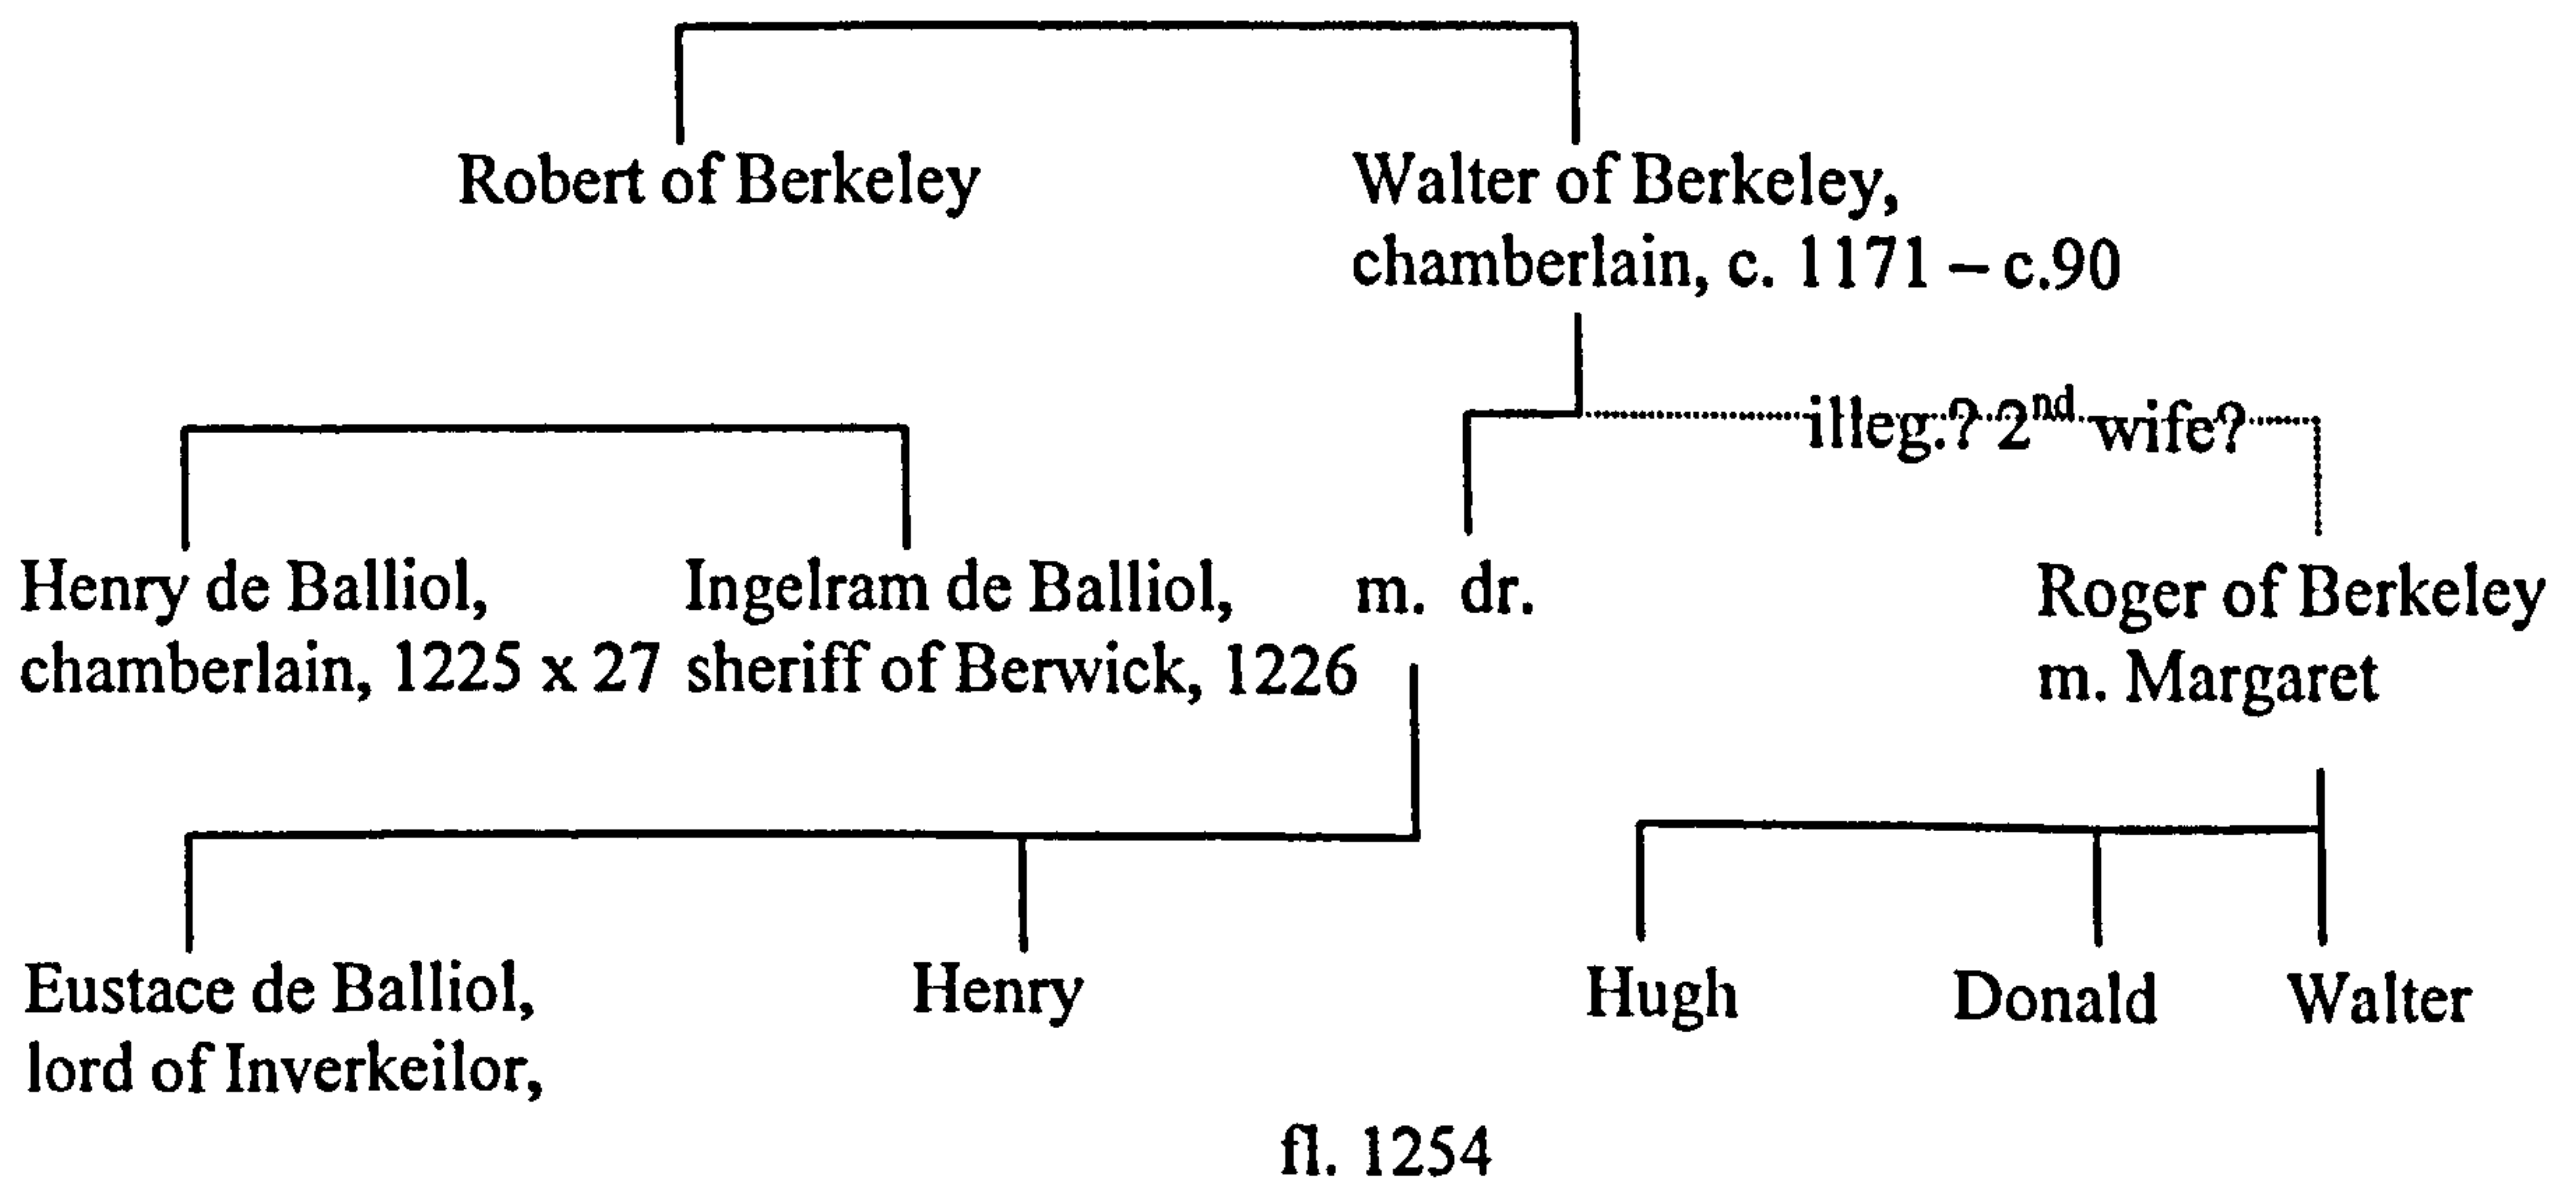 Robert of Berkeley
Walter of Berkeley,
chamberlain, c. 1171 – c.90
illeg.? 2nd wife?
Henry de Balliol,
chamberlain, 1225 x 27
Ingelram de Balliol,
sheriff of Berwick, 1226
m. dr.
Roger of Berkeley
m. Margaret
Eustace de Balliol,
lord of Inverkeilor,
Henry
Hugh
Donald
Walter
fl. 1254